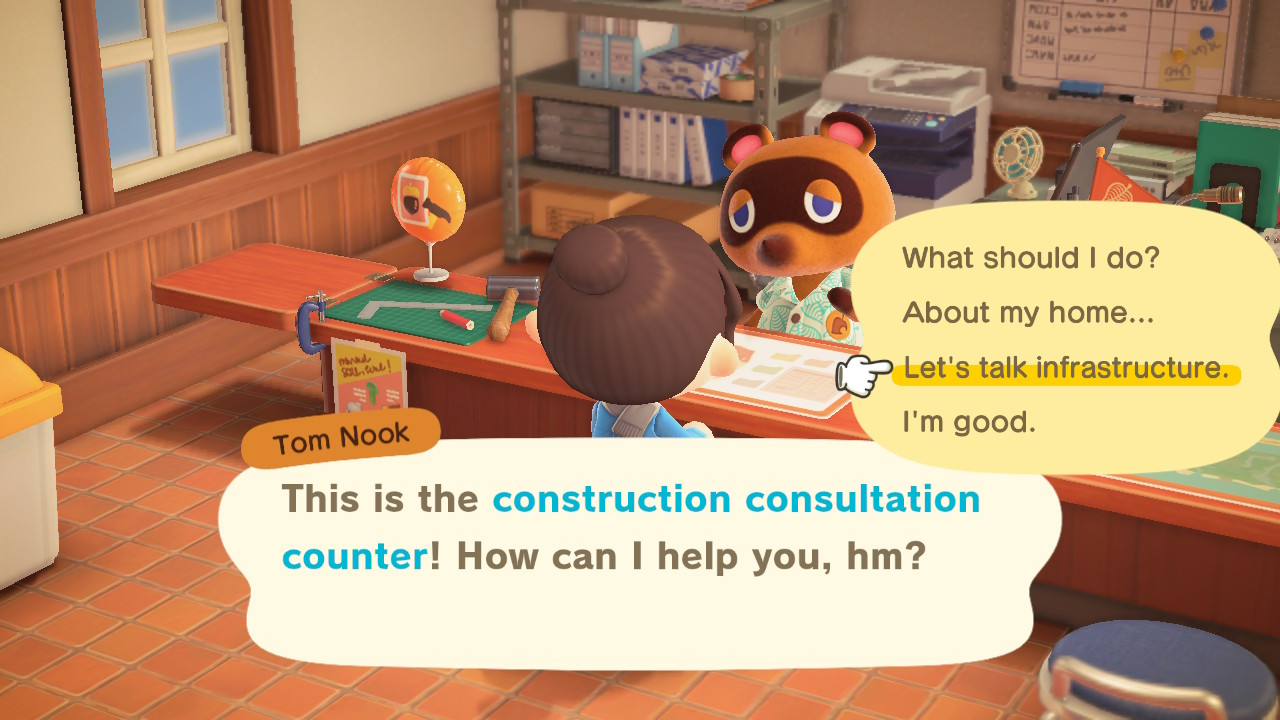 What should I do?
About my home...
Let's talk infrastructure.
I'm good.
Tom Nook
This is the construction consultation
counter! How can I help you, hm?